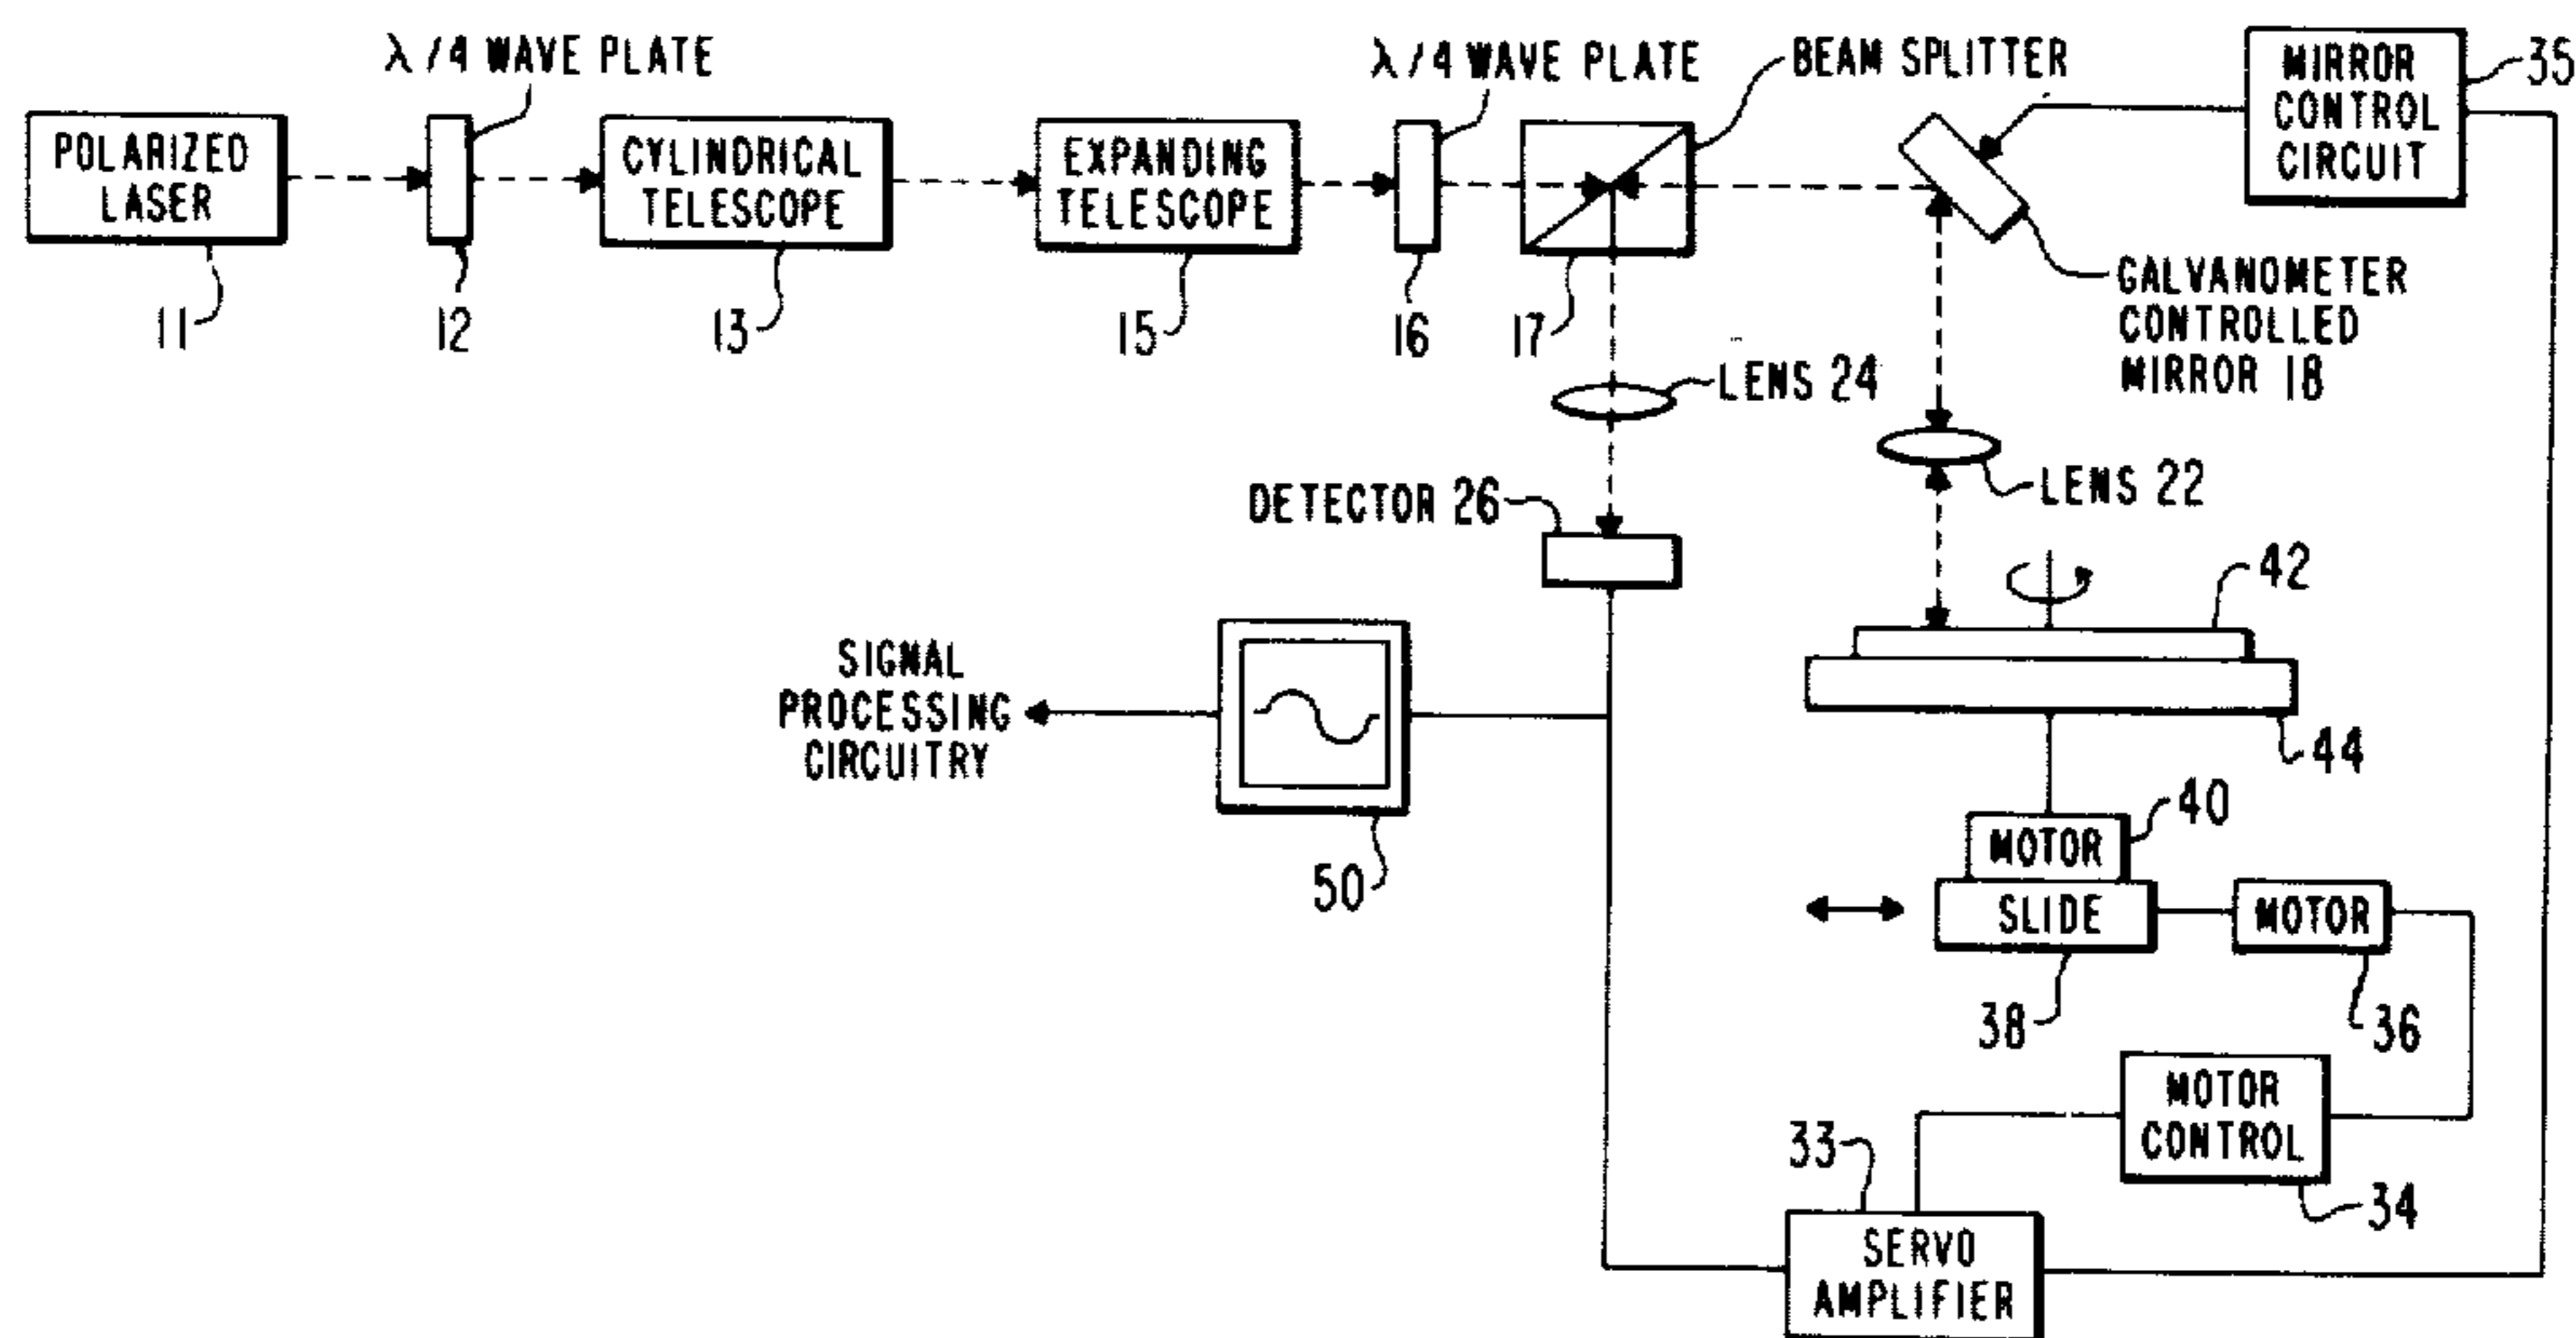 λ/4 WAVE PLATE
λ/4 WAVE PLATE
BEAM SPLITTER
MIRROR
CONTROL
CIRCUIT
35
POLARIZED
LASER
CYLINDRICAL
TELESCOPE
EXPANDING
TELESCOPE
11
12
13
15
16
17
GALVANOMETER
CONTROLLED
MIRROR 18
LENS 24
LENS 22
DETECTOR 26
42
SIGNAL
PROCESSING
CIRCUITRY
44
50
40
MOTOR
SLIDE
MOTOR
38
36
MOTOR
CONTROL
33
34
SERVO
AMPLIFIER